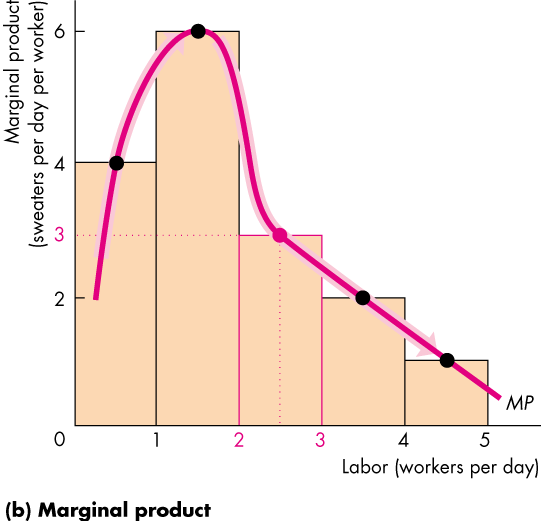 Marginal product
(sweaters per day per worker)
6
4
3
2
0
1
2
3
4
5
MP
Labor (workers per day)
(b) Marginal product